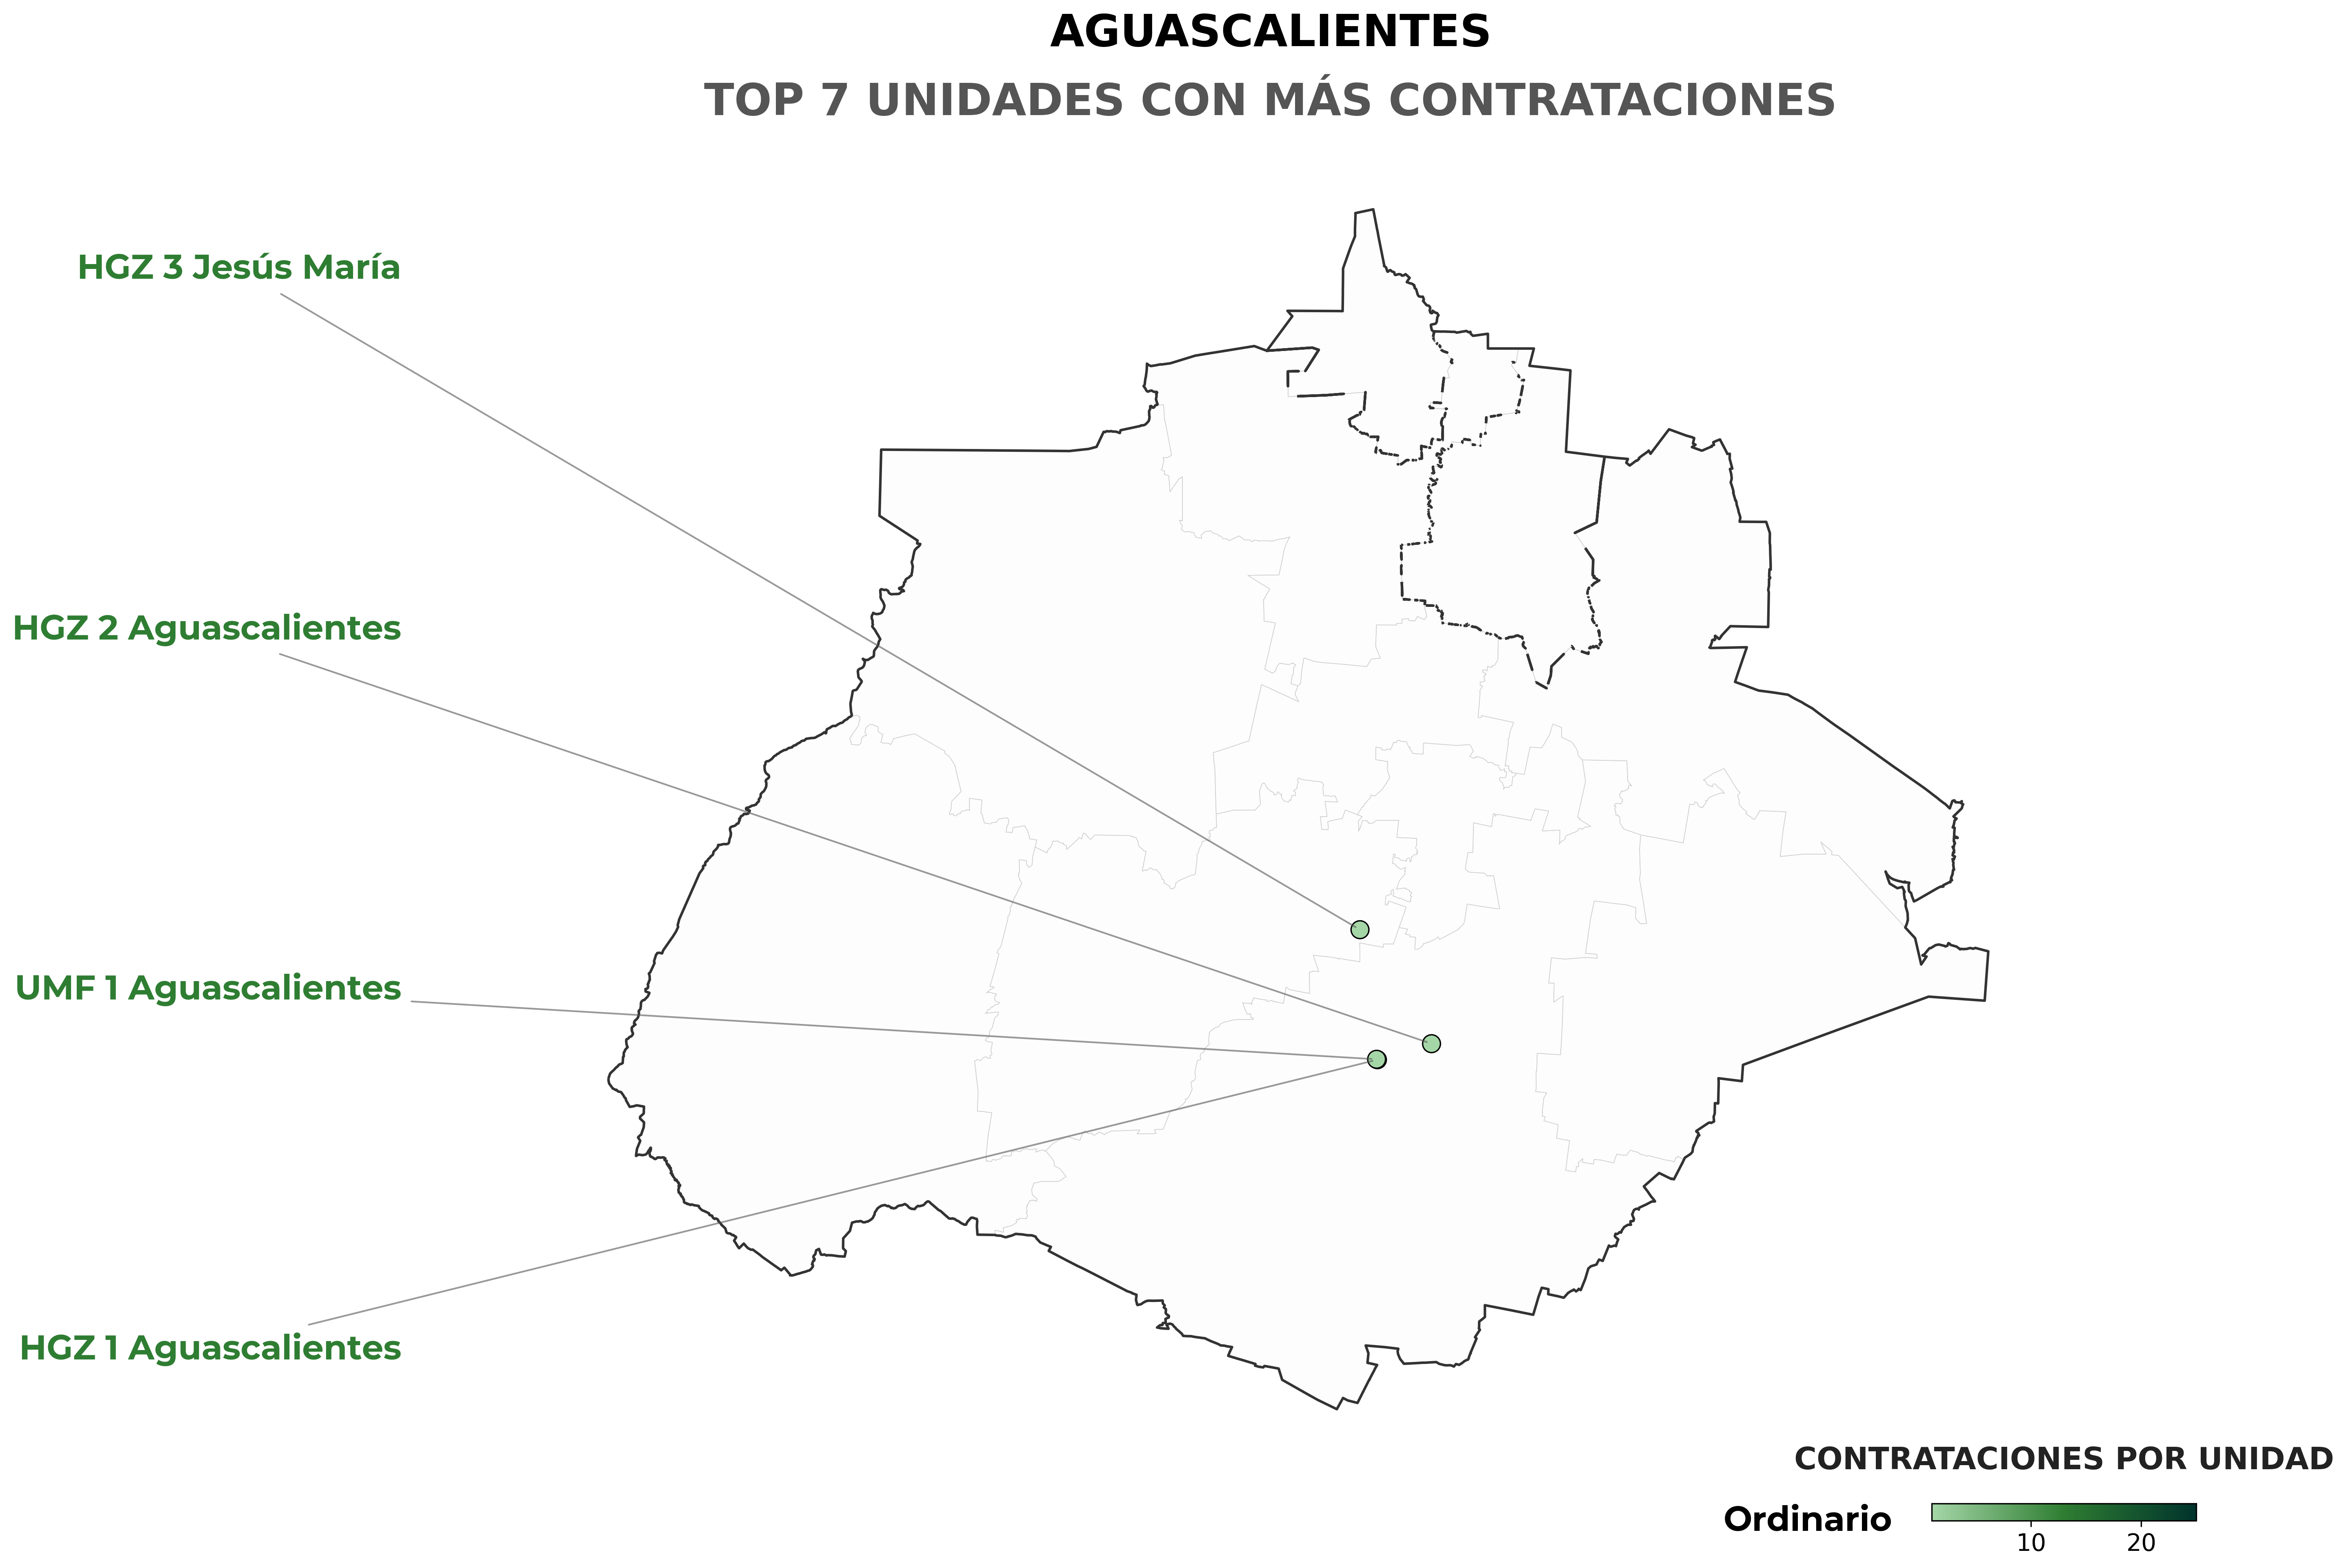 AGUASCALIENTES
TOP 7 UNIDADES CON MÁS CONTRATACIONES
HGZ 3 Jesús María
HGZ 2 Aguascalientes
UMF 1 Aguascalientes
HGZ 1 Aguascalientes
CONTRATACIONES POR UNIDAD
Ordinario
10 20